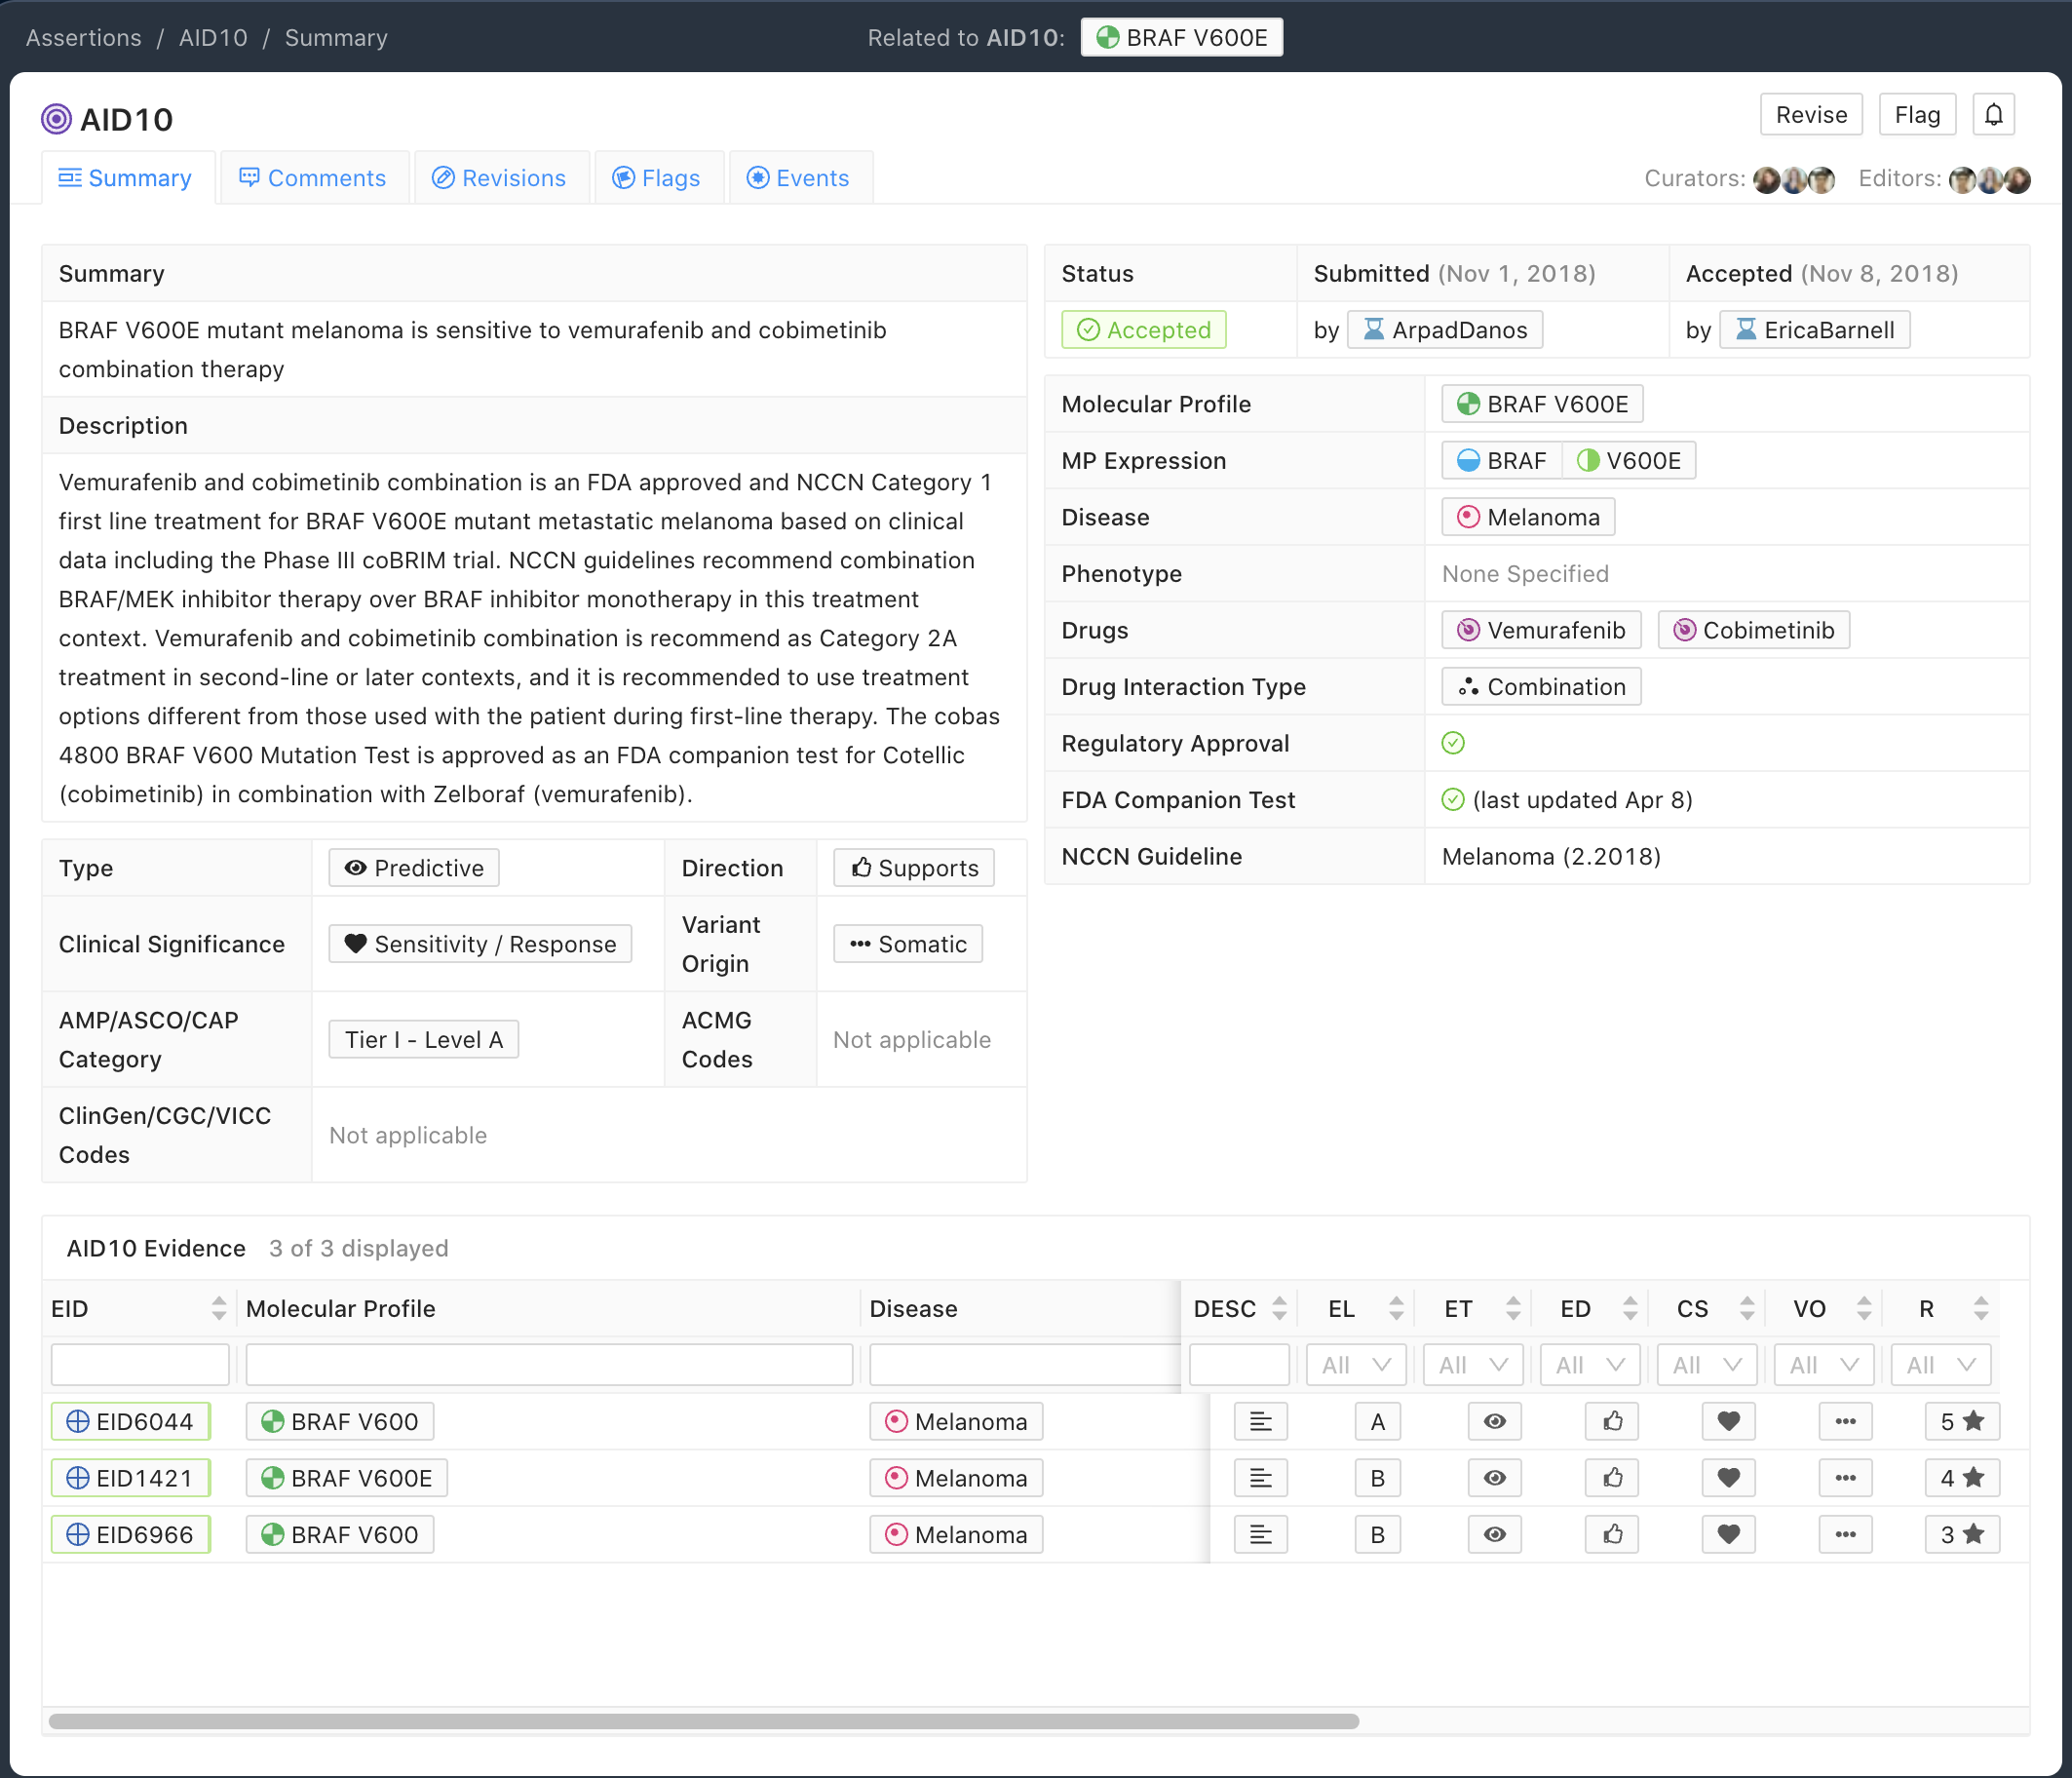 Assertions / AID10 / Summary
Related to AID10: BRAF V600E
AID10
Revise Flag
Summary Comments Revisions Flags Events
Curators: Editors:
Summary
BRAF V600E mutant melanoma is sensitive to vemurafenib and cobimetinib
combination therapy
Description
Vemurafenib and cobimetinib combination is an FDA approved and NCCN Category 1
first line treatment for BRAF V600E mutant metastatic melanoma based on clinical
data including the Phase III coBRIM trial. NCCN guidelines recommend combination
BRAF/MEK inhibitor therapy over BRAF inhibitor monotherapy in this treatment
context. Vemurafenib and cobimetinib combination is recommend as Category 2A
treatment in second-line or later contexts, and it is recommended to use treatment
options different from those used with the patient during first-line therapy. The cobas
4800 BRAF V600 Mutation Test is approved as an FDA companion test for Cotellic
(cobimetinib) in combination with Zelboraf (vemurafenib).
Type Predictive Direction Supports
Clinical Significance Sensitivity / Response Variant
Origin Somatic
AMP/ASCO/CAP
Category Tier I - Level A ACMG
Codes Not applicable
ClinGen/CGC/VICC
Codes Not applicable
Status Submitted (Nov 1, 2018) Accepted (Nov 8, 2018)
Accepted by ArpadDanos by EricaBarnell
Molecular Profile BRAF V600E
MP Expression BRAF V600E
Disease Melanoma
Phenotype None Specified
Drugs Vemurafenib Cobimetinib
Drug Interaction Type Combination
Regulatory Approval
FDA Companion Test (last updated Apr 8)
NCCN Guideline Melanoma (2.2018)
AID10 Evidence 3 of 3 displayed
EID Molecular Profile Disease DESC EL ET ED CS VO R
All All All All All All
EID6044 BRAF V600 Melanoma A 5
EID1421 BRAF V600E Melanoma B 4
EID6966 BRAF V600 Melanoma B 3